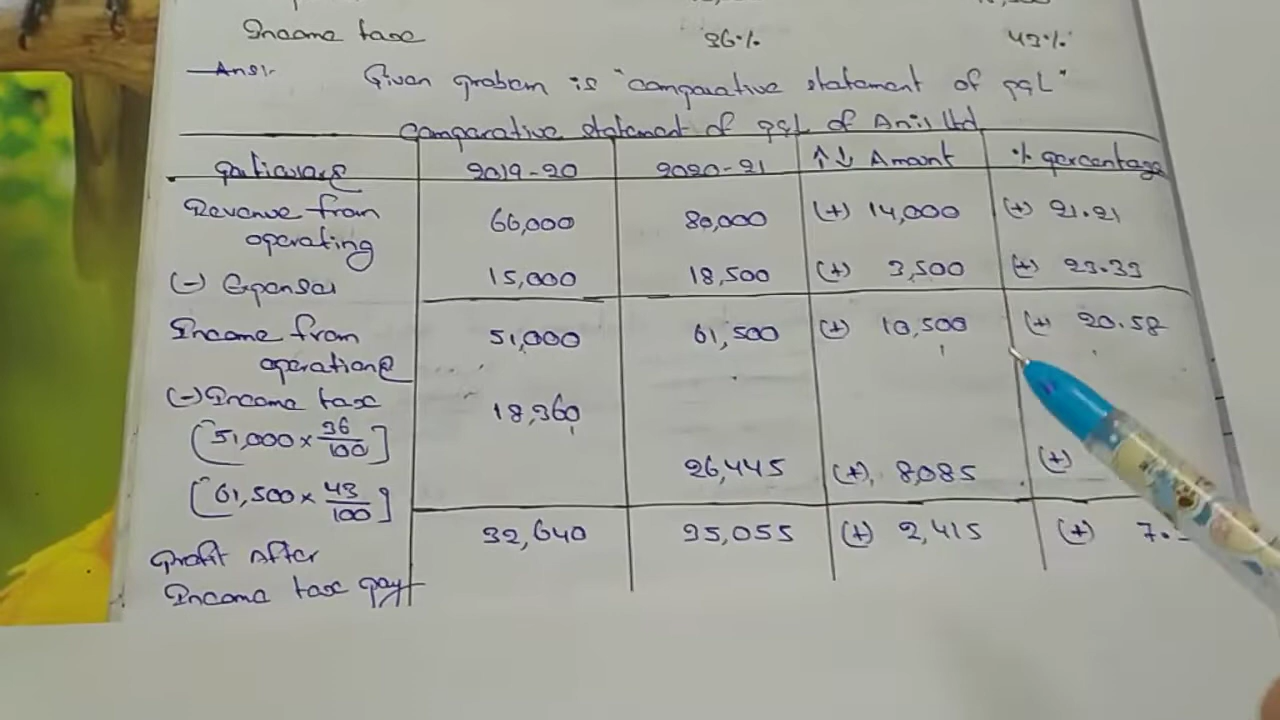 Income tax 36% 43%
Ans:- Given probem is "comparative statement of P&L"
comparative statement of P&L of Anil Ltd
Particulars 2019-20 2020-21 ↑↓ Amount % percentage
Revenue from operating 66,000 80,000 (+) 14,000 (+) 21.21
(-) Expenses 15,000 18,500 (+) 3,500 (+) 23.33
Income from operations 51,000 61,500 (+) 10,500 (+) 20.58
(-) Income tax 18,360
[51,000 × 36/100]
26,445 (+) 8,085 (+)
[61,500 × 43/100]
32,640 35,055 (+) 2,415 (+) 7.
Profit After
Income tax pay